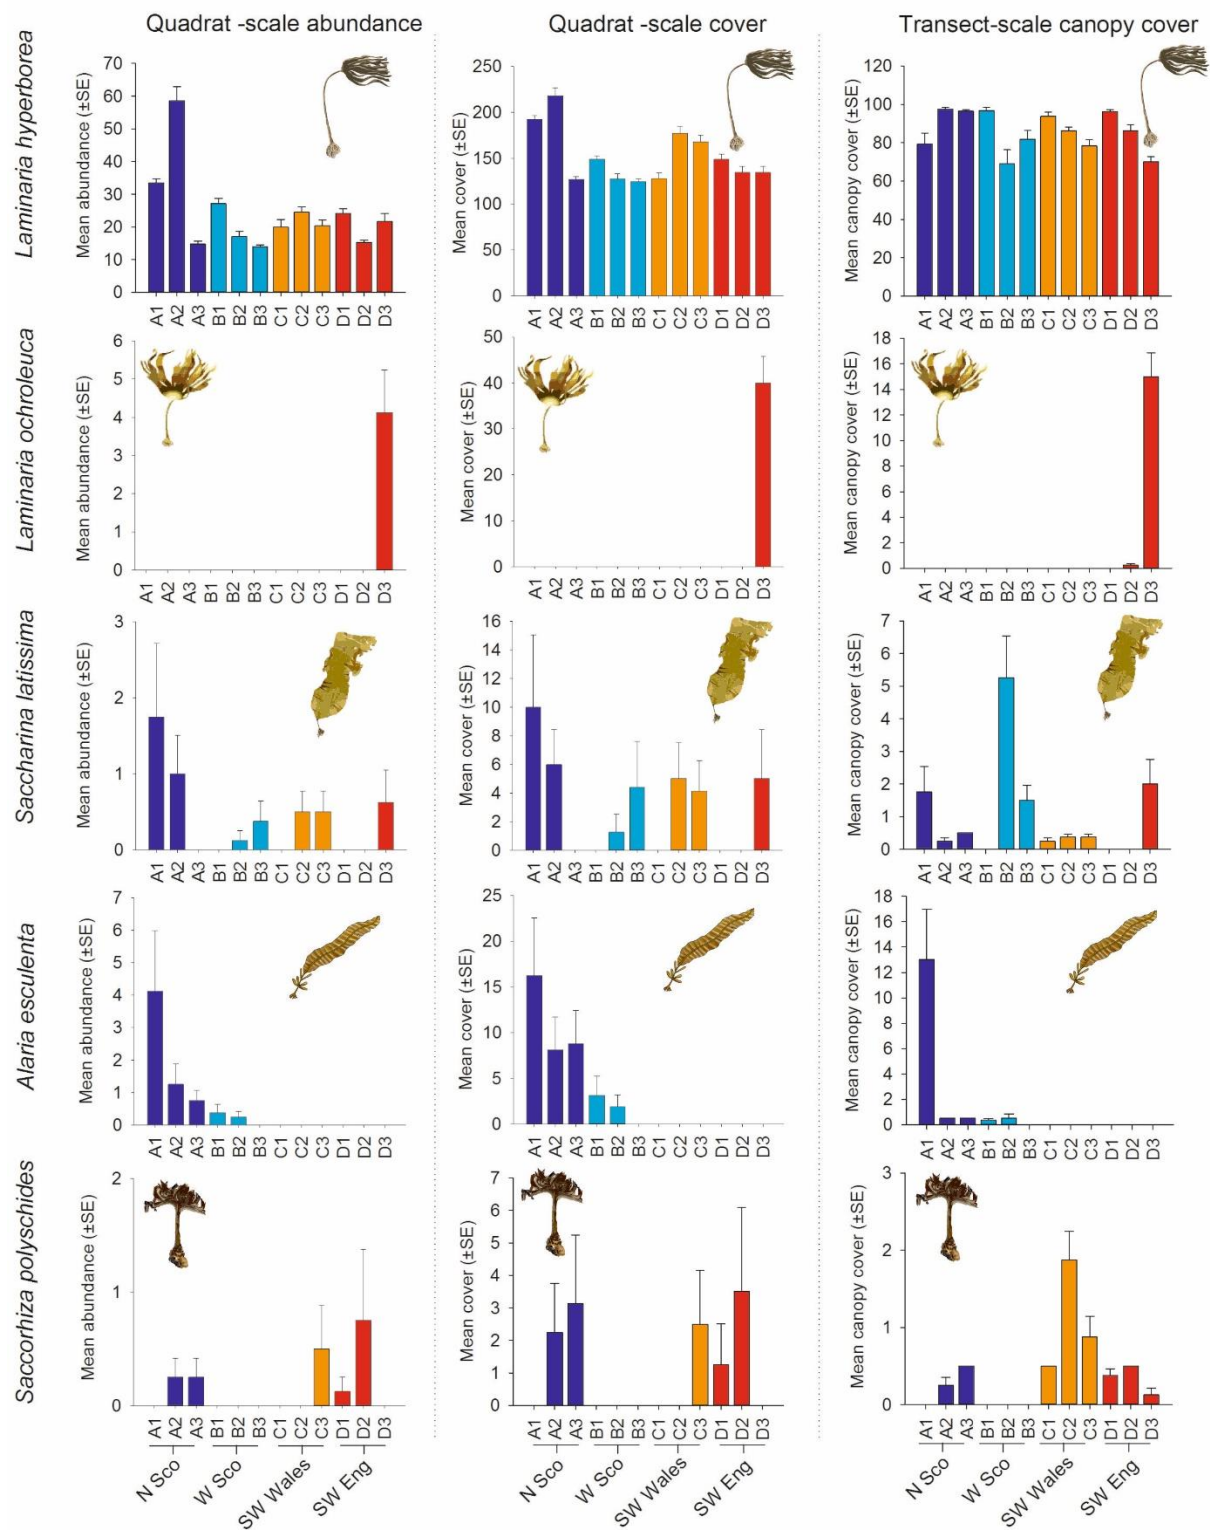 Quadrat -scale abundance
Quadrat -scale cover
Transect-scale canopy cover
Laminaria hyperborea
Mean abundance (±SE)
70
60
50
40
30
20
10
0
A1 A2 A3 B1 B2 B3 C1 C2 C3 D1 D2 D3
Mean cover (±SE)
250
200
150
100
50
0
A1 A2 A3 B1 B2 B3 C1 C2 C3 D1 D2 D3
Mean canopy cover (±SE)
120
100
80
60
40
20
0
A1 A2 A3 B1 B2 B3 C1 C2 C3 D1 D2 D3
Laminaria ochroleuca
Mean abundance (±SE)
6
5
4
3
2
1
0
A1 A2 A3 B1 B2 B3 C1 C2 C3 D1 D2 D3
Mean cover (±SE)
50
40
30
20
10
0
A1 A2 A3 B1 B2 B3 C1 C2 C3 D1 D2 D3
Mean canopy cover (±SE)
18
16
14
12
10
8
6
4
2
0
A1 A2 A3 B1 B2 B3 C1 C2 C3 D1 D2 D3
Saccharina latissima
Mean abundance (±SE)
3
2
1
0
A1 A2 A3 B1 B2 B3 C1 C2 C3 D1 D2 D3
Mean cover (±SE)
16
14
12
10
8
6
4
2
0
A1 A2 A3 B1 B2 B3 C1 C2 C3 D1 D2 D3
Mean canopy cover (±SE)
7
6
5
4
3
2
1
0
A1 A2 A3 B1 B2 B3 C1 C2 C3 D1 D2 D3
Alaria esculenta
Mean abundance (±SE)
7
6
5
4
3
2
1
0
A1 A2 A3 B1 B2 B3 C1 C2 C3 D1 D2 D3
Mean cover (±SE)
25
20
15
10
5
0
A1 A2 A3 B1 B2 B3 C1 C2 C3 D1 D2 D3
Mean canopy cover (±SE)
18
16
14
12
10
8
6
4
2
0
A1 A2 A3 B1 B2 B3 C1 C2 C3 D1 D2 D3
Saccorhiza polyschides
Mean abundance (±SE)
2
1
0
A1 A2 A3 B1 B2 B3 C1 C2 C3 D1 D2 D3
N Sco W Sco SW Wales SW Eng
Mean cover (±SE)
7
6
5
4
3
2
1
0
A1 A2 A3 B1 B2 B3 C1 C2 C3 D1 D2 D3
N Sco W Sco SW Wales SW Eng
Mean canopy cover (±SE)
3
2
1
0
A1 A2 A3 B1 B2 B3 C1 C2 C3 D1 D2 D3
N Sco W Sco SW Wales SW Eng